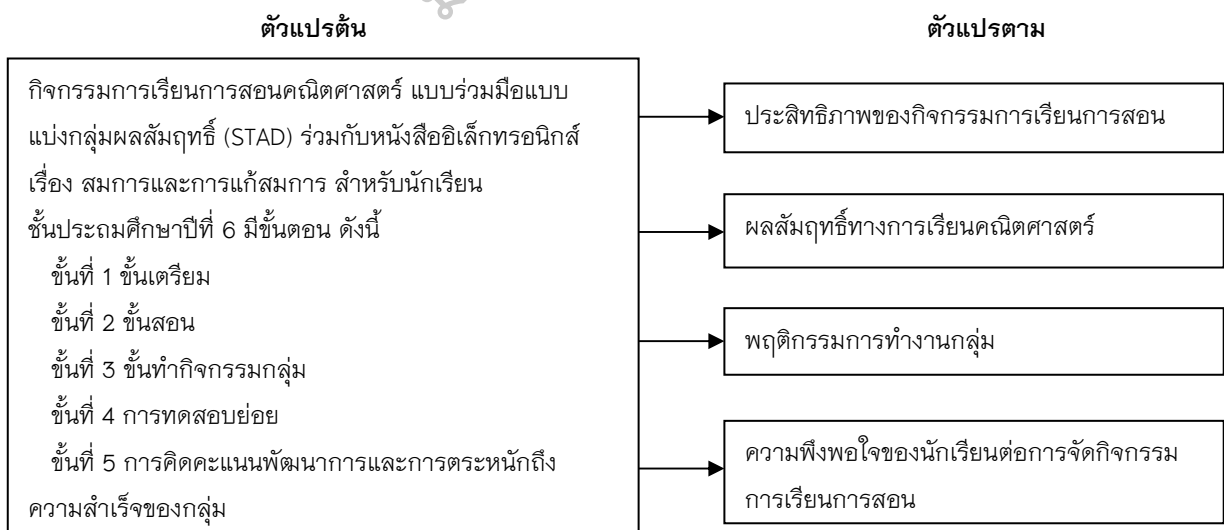 ตัวแปรต้น
กิจกรรมการเรียนการสอนคณิตศาสตร์ แบบร่วมมือแบบ
แบ่งกลุ่มผลสัมฤทธิ์ (STAD) ร่วมกับหนังสืออิเล็กทรอนิกส์
เรื่อง สมการและการแก้สมการ สำหรับนักเรียน
ชั้นประถมศึกษาปีที่ 6 มีขั้นตอน ดังนี้
ขั้นที่ 1 ขั้นเตรียม
ขั้นที่ 2 ขั้นสอน
ขั้นที่ 3 ขั้นทำกิจกรรมกลุ่ม
ขั้นที่ 4 การทดสอบย่อย
ขั้นที่ 5 การคิดคะแนนพัฒนาการและการตระหนักถึง
ความสำเร็จของกลุ่ม
ตัวแปรตาม
ประสิทธิภาพของกิจกรรมการเรียนการสอน
ผลสัมฤทธิ์ทางการเรียนคณิตศาสตร์
พฤติกรรมการทำงานกลุ่ม
ความพึงพอใจของนักเรียนต่อการจัดกิจกรรม
การเรียนการสอน